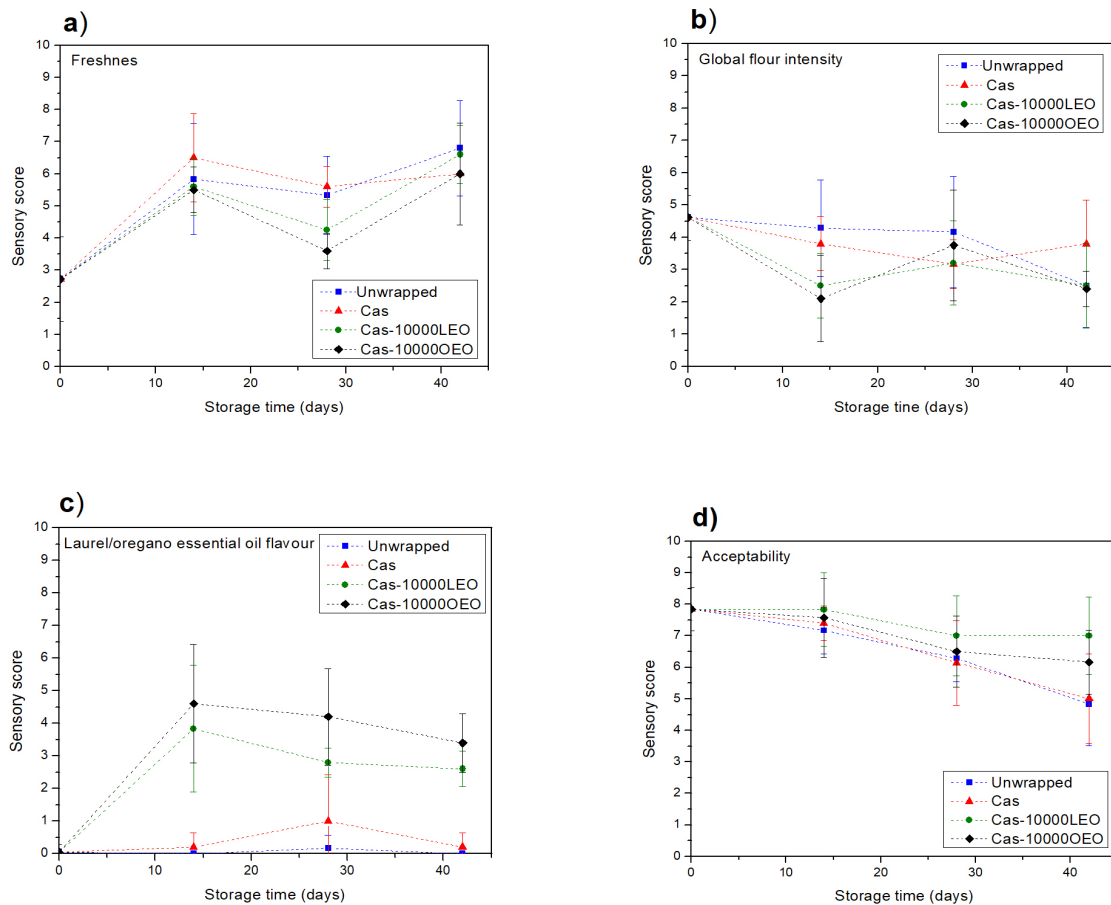 a)
Freshnes
10
9
8
7
6
5
4
3
2
1
0
Sensory score
0 10 20 30 40
Storage time (days)
Unwrapped
Cas
Cas-10000LEO
Cas-10000OEO
b)
Global flour intensity
10
9
8
7
6
5
4
3
2
1
0
Sensory score
0 10 20 30 40
Storage tine (days)
Unwrapped
Cas
Cas-10000LEO
Cas-10000OEO
c)
Laurel/oregano essential oil flavour
10
9
8
7
6
5
4
3
2
1
0
Sensory score
0 10 20 30 40
Storage time (days)
Unwrapped
Cas
Cas-10000LEO
Cas-10000OEO
d)
Acceptability
10
9
8
7
6
5
4
3
2
1
0
Sensory score
0 10 20 30 40
Storage time (days)
Unwrapped
Cas
Cas-10000LEO
Cas-10000OEO